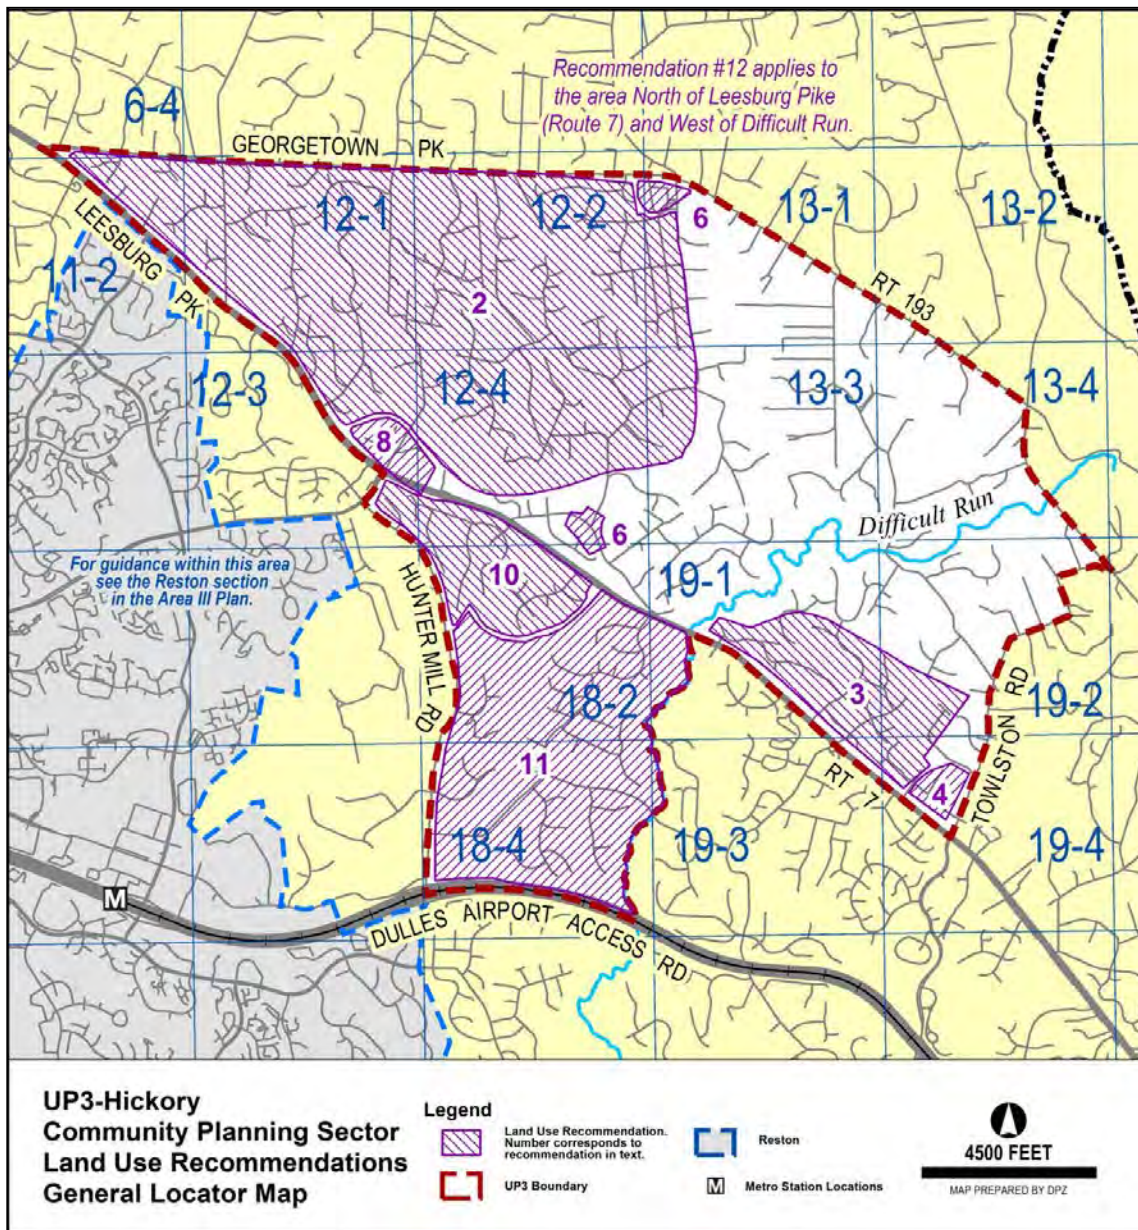 Recommendation #12 applies to
the area North of Leesburg Pike
(Route 7) and West of Difficult Run.
6-4
GEORGETOWN PK
12-1
12-2
6
13-1
13-2
LEESBURG PK
11-2
2
RT 193
12-3
12-4
13-3
13-4
8
Difficult Run
6
For guidance within this area
see the Reston section
in the Area III Plan.
10
19-1
HUNTER MILL RD
18-2
3
19-2
TOWLSTON RD
11
RT 7
4
18-4
19-3
19-4
M
DULLES AIRPORT ACCESS RD
UP3-Hickory
Community Planning Sector
Land Use Recommendations
General Locator Map
Legend
Land Use Recommendation.
Number corresponds to
recommendation in text.
UP3 Boundary
Reston
M Metro Station Locations
4500 FEET
MAP PREPARED BY DPZ